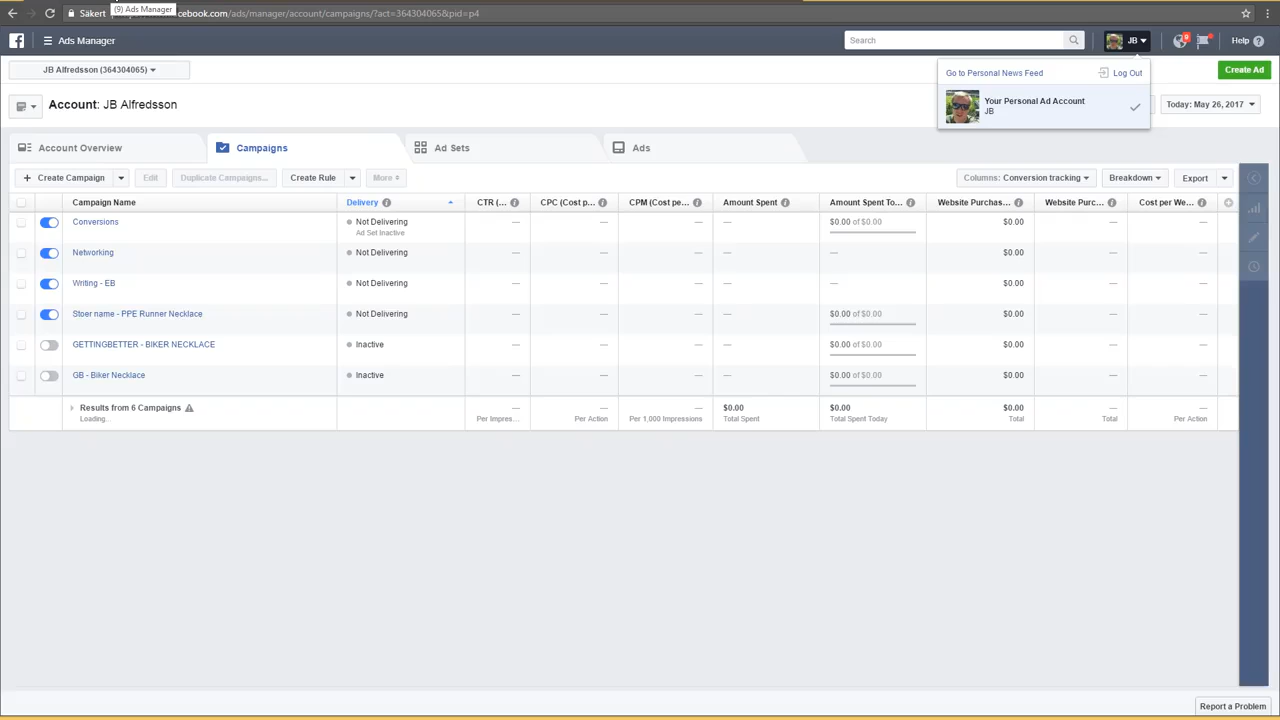 Säkert
cebook.com/ads/manager/account/campaigns/?act=364304065&pid=p4
(9) Ads Manager
Ads Manager
Search
JB
9
Help
JB Alfredsson (364304065)
Go to Personal News Feed
Log Out
Create Ad
Your Personal Ad Account
JB
Account: JB Alfredsson
Today: May 26, 2017
Account Overview
Campaigns
Ad Sets
Ads
Create Campaign
Edit
Duplicate Campaigns...
Create Rule
More
Columns: Conversion tracking
Breakdown
Export
Campaign Name Delivery CTR (... CPC (Cost p... CPM (Cost pe... Amount Spent Amount Spent To... Website Purchas... Website Purc... Cost per We...
Conversions Not Delivering — — — — $0.00 of $0.00 $0.00 — —
Ad Set Inactive
Networking Not Delivering — — — — — $0.00 — —
Writing - EB Not Delivering — — — — — $0.00 — —
Stoer name - PPE Runner Necklace Not Delivering — — — — $0.00 of $0.00 $0.00 — —
GETTINGBETTER - BIKER NECKLACE Inactive — — — — $0.00 of $0.00 $0.00 — —
GB - Biker Necklace Inactive — — — — $0.00 of $0.00 $0.00 — —
Results from 6 Campaigns — — — $0.00 $0.00 $0.00 — —
Loading... Per Impres... Per Action Per 1,000 Impressions Total Spent Total Spent Today Total Total Per Action
Report a Problem